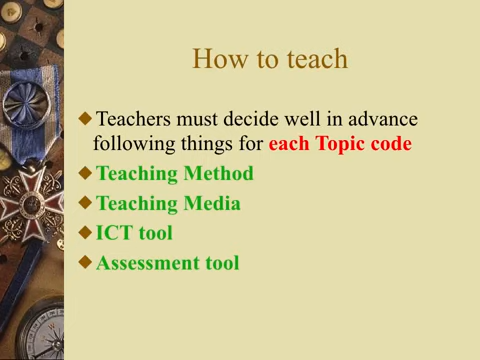 How to teach
Teachers must decide well in advance
following things for each Topic code
Teaching Method
Teaching Media
ICT tool
Assessment tool